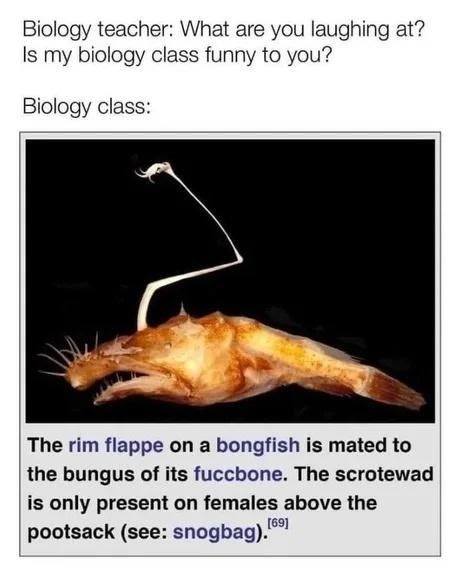 Biology teacher: What are you laughing at?
Is my biology class funny to you?
Biology class:
The rim flappe on a bongfish is mated to
the bungus of its fuccbone. The scrotewad
is only present on females above the
pootsack (see: snogbag).[69]